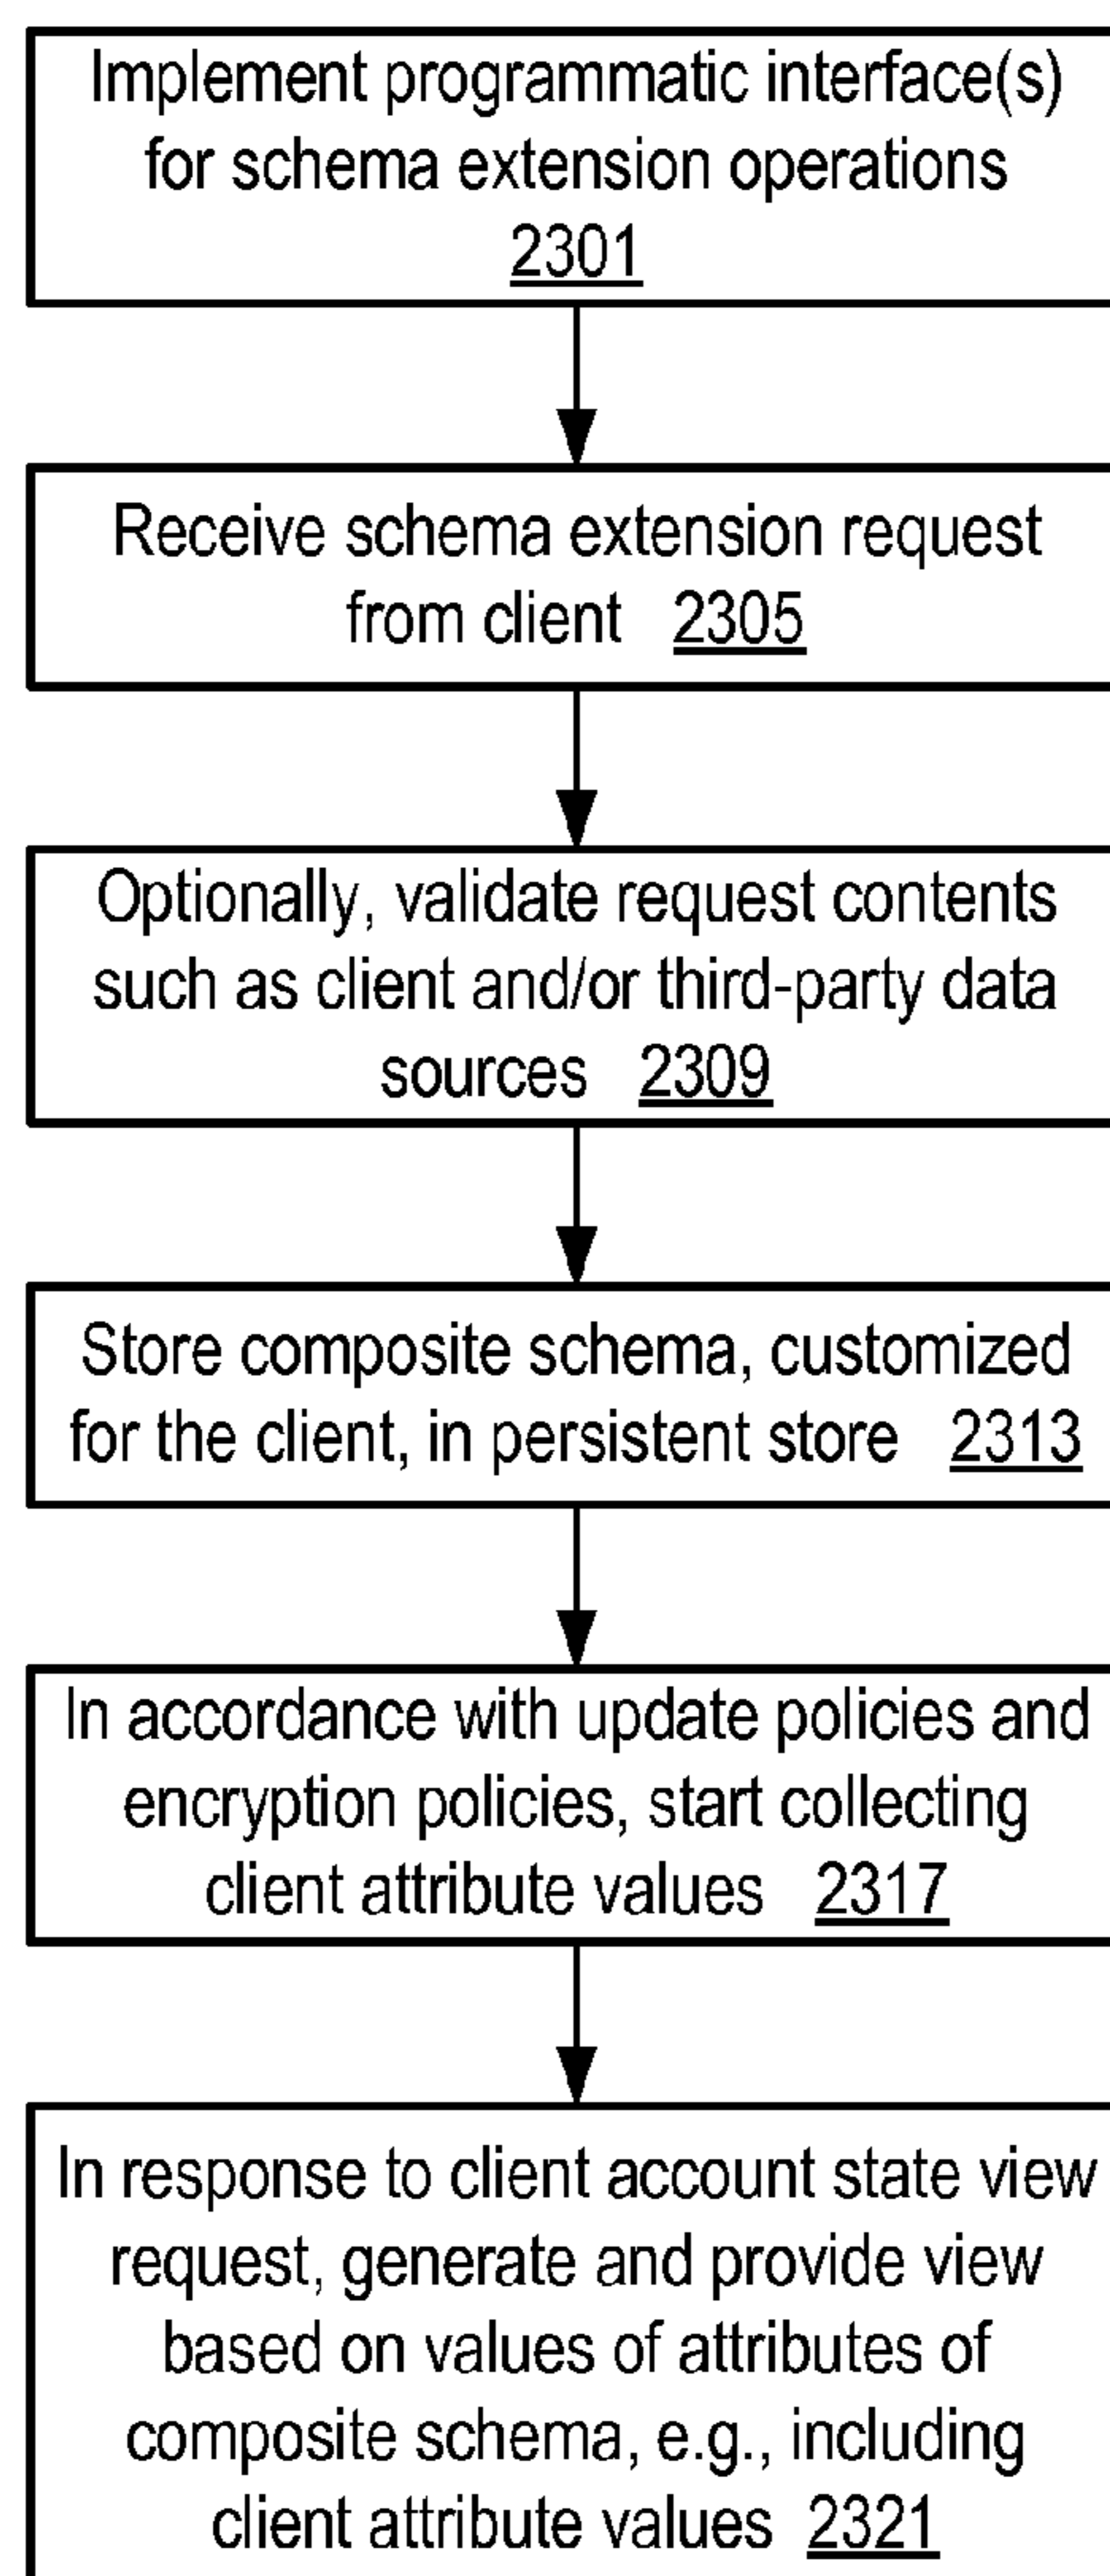 Implement programmatic interface(s)
for schema extension operations
2301
Receive schema extension request
from client 2305
Optionally, validate request contents
such as client and/or third-party data
sources 2309
Store composite schema, customized
for the client, in persistent store 2313
In accordance with update policies and
encryption policies, start collecting
client attribute values 2317
In response to client account state view
request, generate and provide view
based on values of attributes of
composite schema, e.g., including
client attribute values 2321